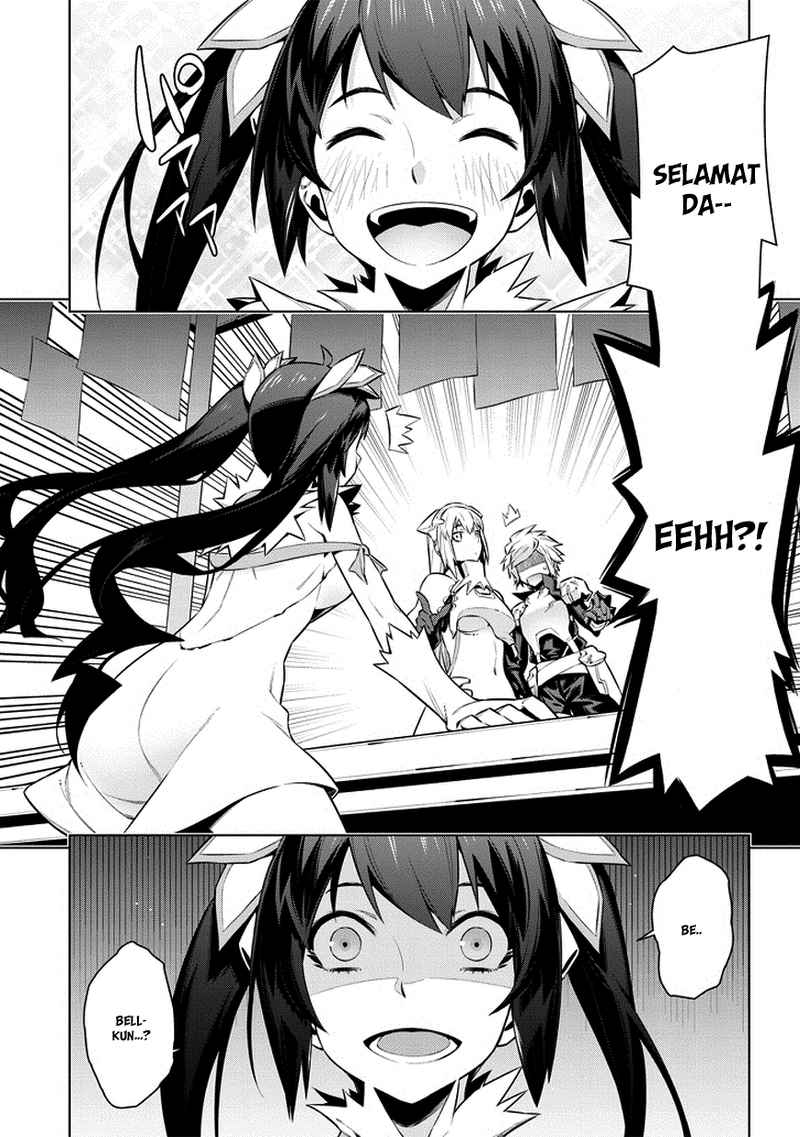 パァァァ
SELAMAT
DA--
EEHH?!
BE..
BELL-
KUN...?